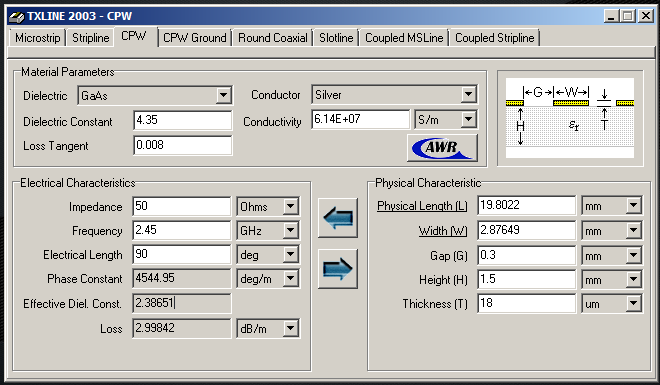 TXLINE 2003 - CPW
Microstrip Stripline CPW CPW Ground Round Coaxial Slotline Coupled MSLine Coupled Stripline
Material Parameters
Dielectric GaAs Conductor Silver
Dielectric Constant 4.35 Conductivity 6.14E+07 S/m
Loss Tangent 0.008 AWR
G W
H εr T
Electrical Characteristics
Impedance 50 Ohms
Frequency 2.45 GHz
Electrical Length 90 deg
Phase Constant 4544.95 deg/m
Effective Diel. Const. 2.38651
Loss 2.99842 dB/m
Physical Characteristic
Physical Length (L) 19.8022 mm
Width (W) 2.87649 mm
Gap (G) 0.3 mm
Height (H) 1.5 mm
Thickness (T) 18 um